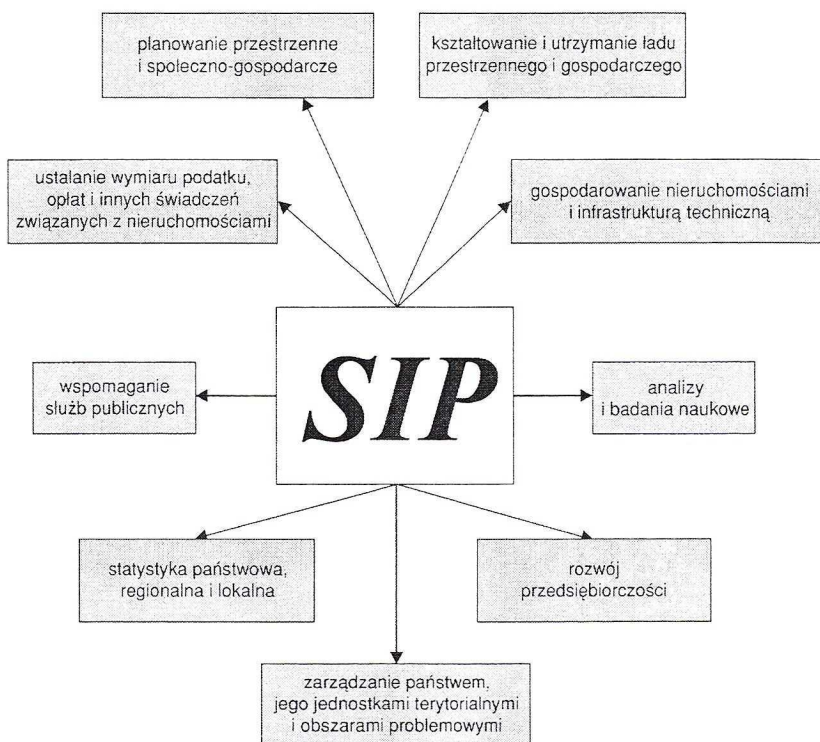 planowanie przestrzenne
i społeczno-gospodarcze
kształtowanie i utrzymanie ładu
przestrzennego i gospodarczego
ustalanie wymiaru podatku,
opłat i innych świadczeń
związanych z nieruchomościami
gospodarowanie nieruchomościami
i infrastrukturą techniczną
SIP
wspomaganie
służb publicznych
analizy
i badania naukowe
statystyka państwowa,
regionalna i lokalna
rozwój
przedsiębiorczości
zarządzanie państwem,
jego jednostkami terytorialnymi
i obszarami problemowymi